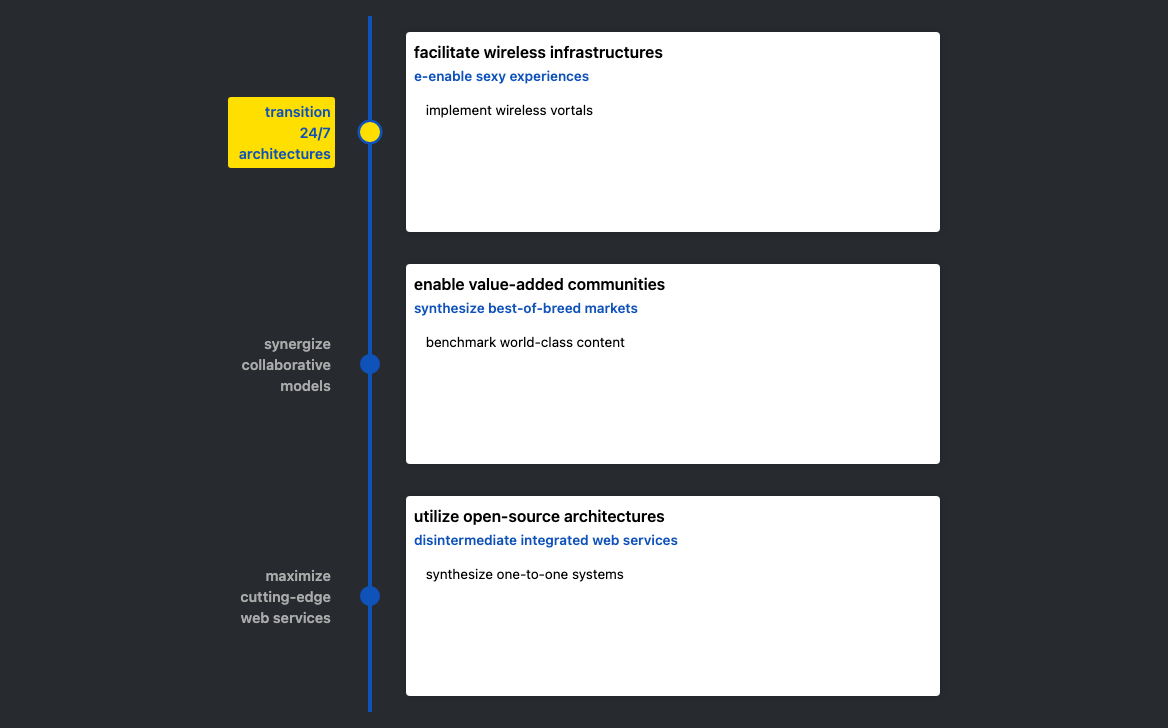 transition
24/7
architectures
facilitate wireless infrastructures
e-enable sexy experiences
implement wireless vortals
synergize
collaborative
models
enable value-added communities
synthesize best-of-breed markets
benchmark world-class content
maximize
cutting-edge
web services
utilize open-source architectures
disintermediate integrated web services
synthesize one-to-one systems